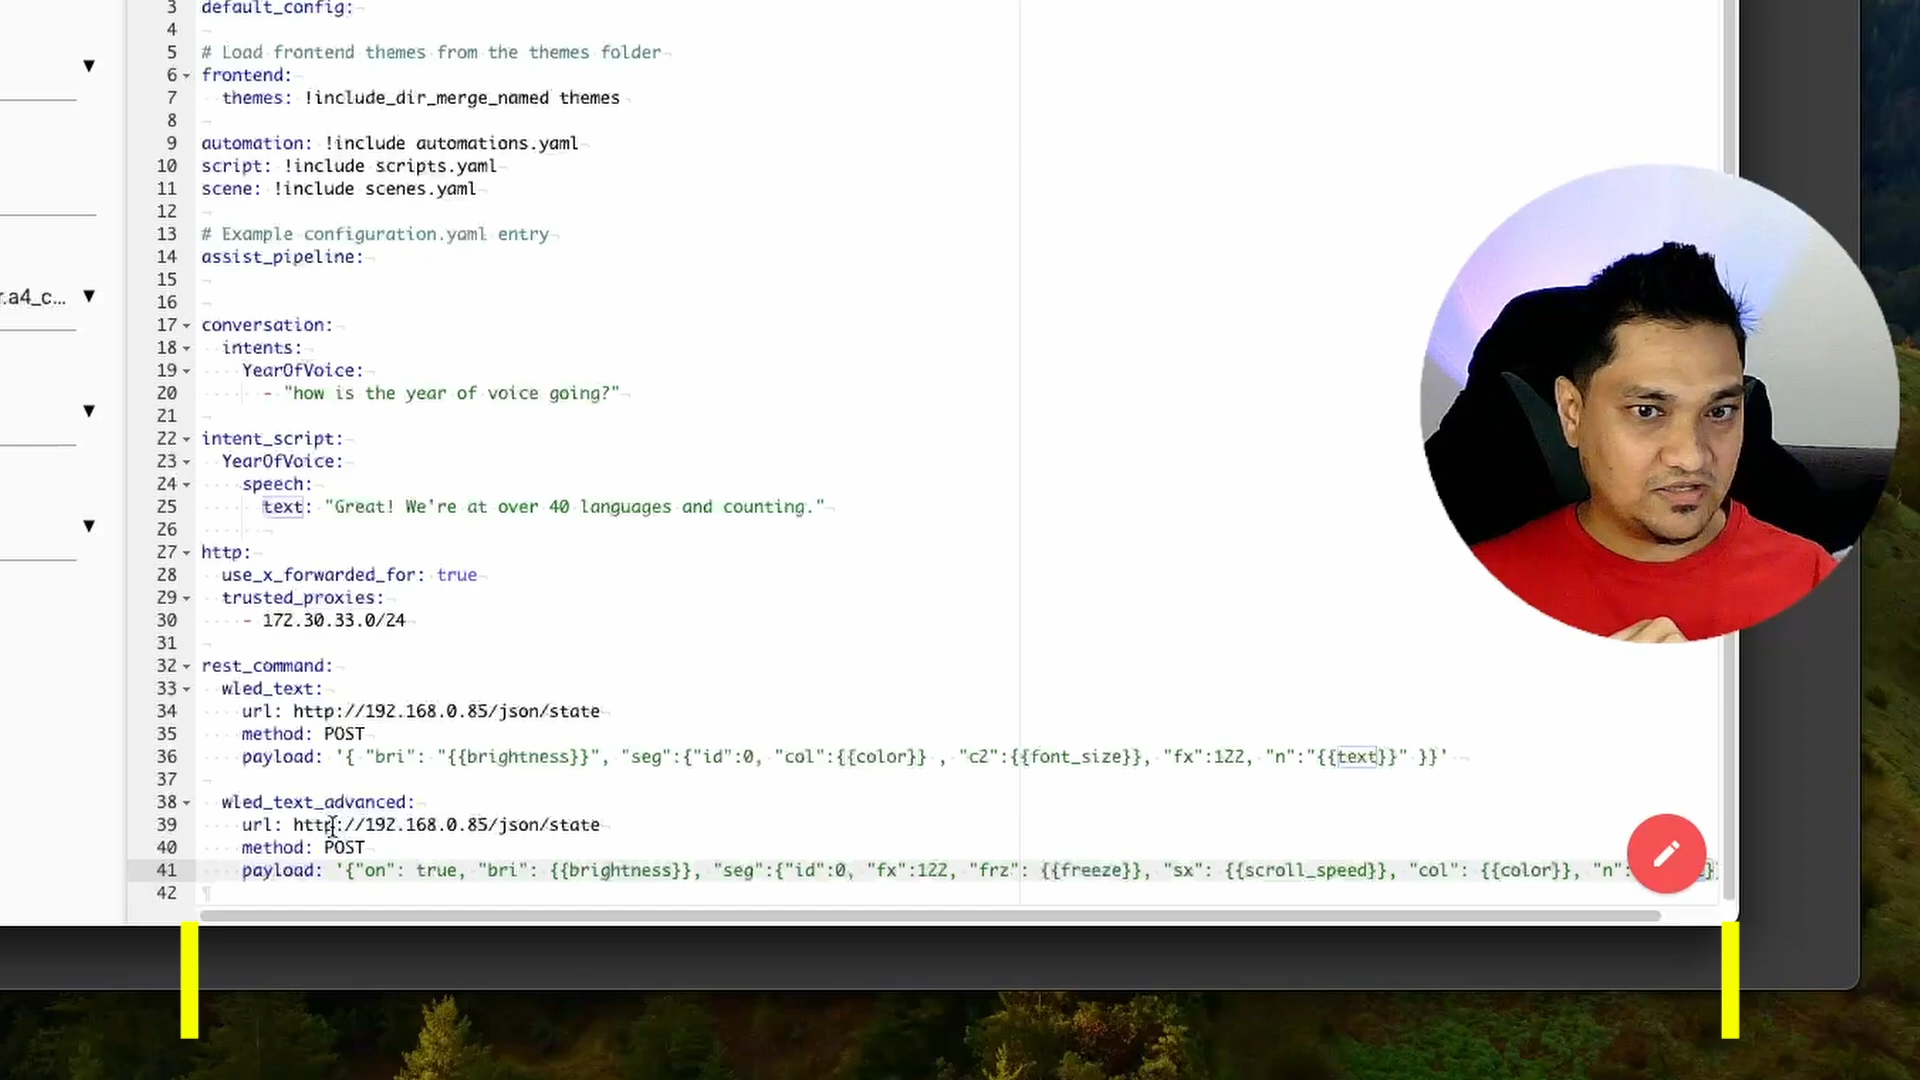 3 default_config:
4
5 # Load frontend themes from the themes folder
6 frontend:
7 themes: !include_dir_merge_named themes
8
9 automation: !include automations.yaml
10 script: !include scripts.yaml
11 scene: !include scenes.yaml
12
13 # Example configuration.yaml entry
14 assist_pipeline:
15
r.a4_c...
16
17 conversation:
18 intents:
19 YearOfVoice:
20 - "how is the year of voice going?"
21
22 intent_script:
23 YearOfVoice:
24 speech:
25 text: "Great! We're at over 40 languages and counting."
26
27 http:
28 use_x_forwarded_for: true
29 trusted_proxies:
30 - 172.30.33.0/24
31
32 rest_command:
33 wled_text:
34 url: http://192.168.0.85/json/state
35 method: POST
36 payload: '{ "bri": "{{brightness}}", "seg":{"id":0, "col":{{color}} , "c2":{{font_size}}, "fx":122, "n":"{{text}}" }}'
37
38 wled_text_advanced:
39 url: http://192.168.0.85/json/state
40 method: POST
41 payload: '{"on": true, "bri": {{brightness}}, "seg":{"id":0, "fx":122, "frz": {{freeze}}, "sx": {{scroll_speed}}, "col": {{color}}, "n":
42